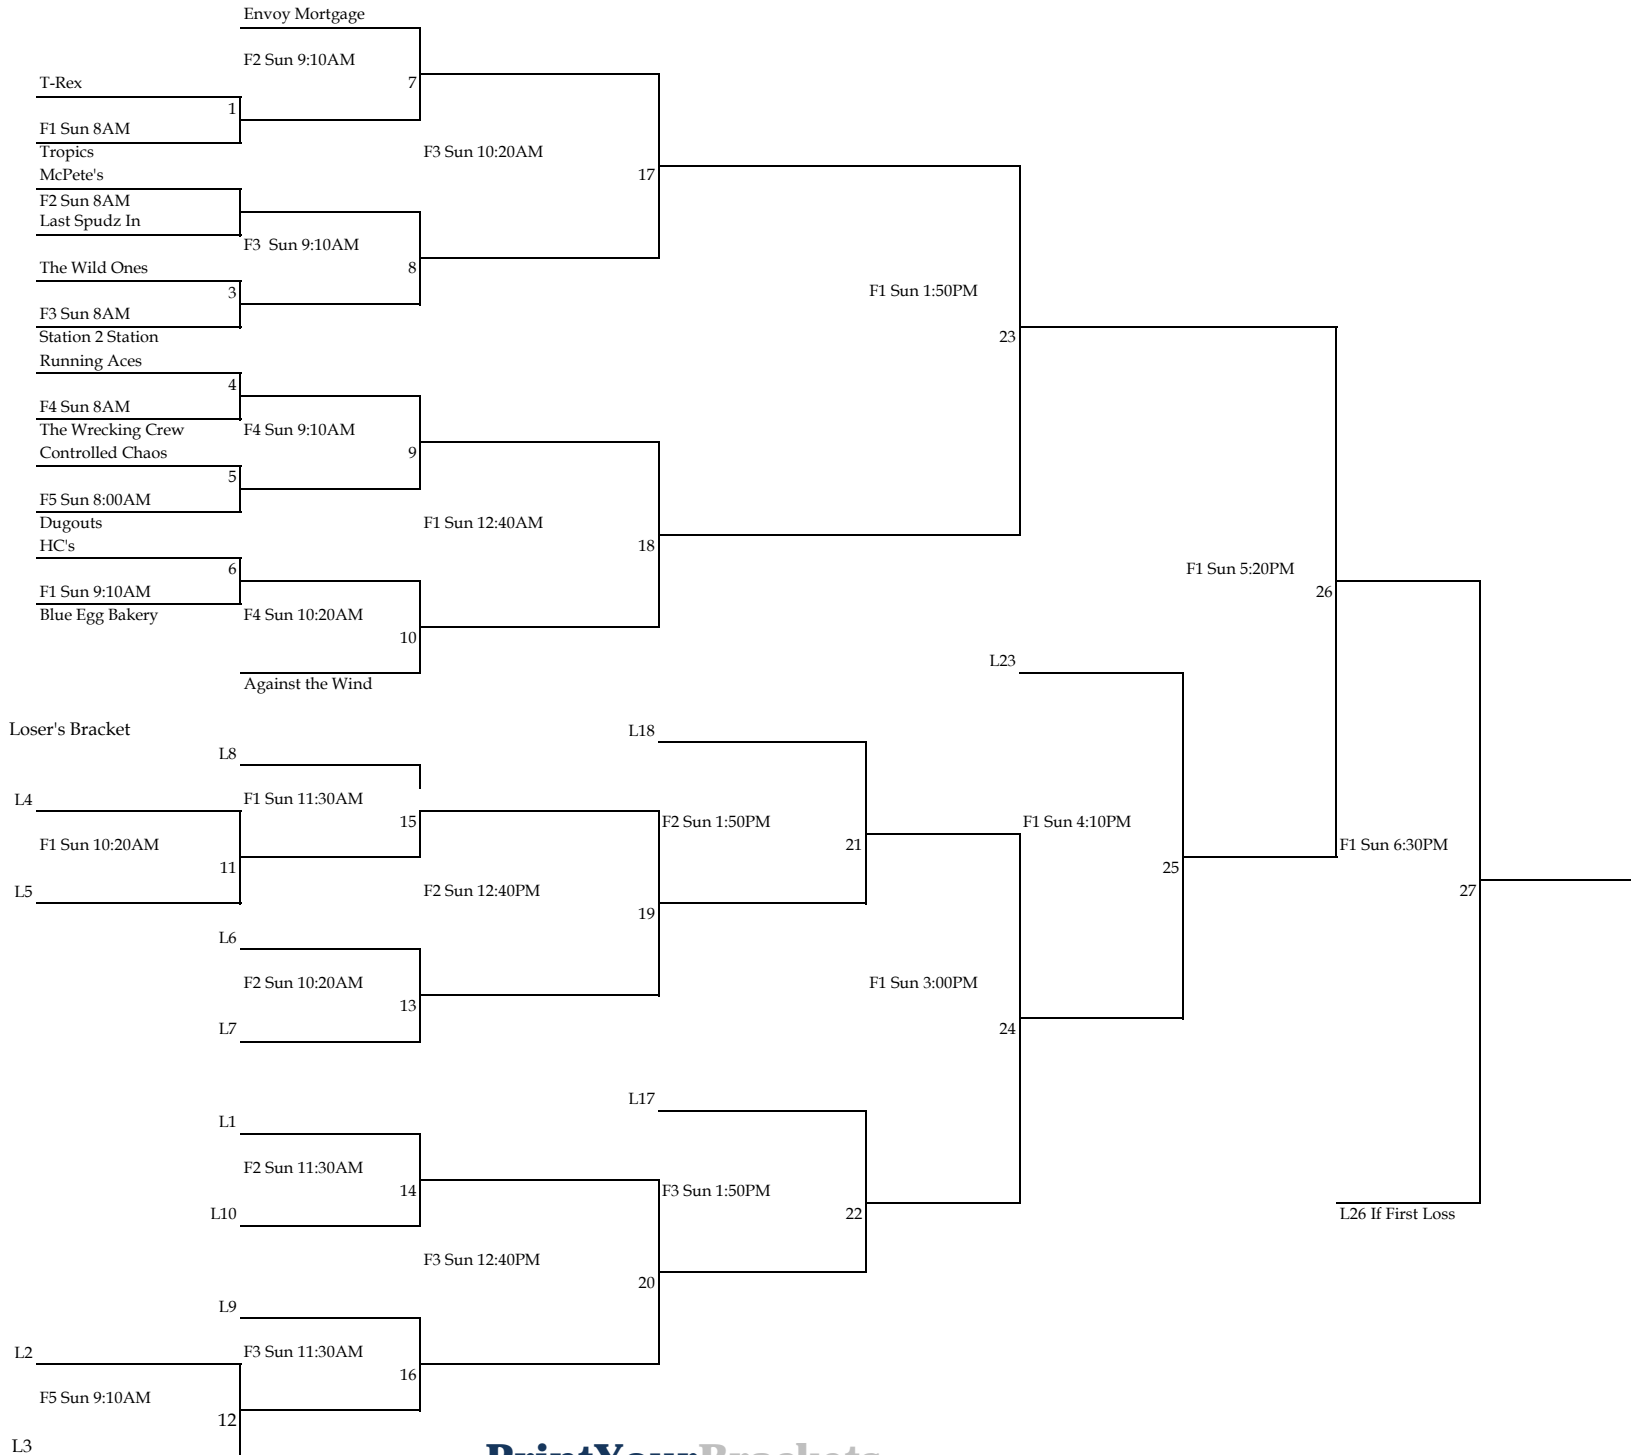 Envoy Mortgage
F2 Sun 9:10AM
7
T-Rex
1
F1 Sun 8AM
Tropics
F3 Sun 10:20AM
17
McPete's
F2 Sun 8AM
Last Spudz In
F3  Sun 9:10AM
8
The Wild Ones
3
F3 Sun 8AM
Station 2 Station
F1 Sun 1:50PM
23
Running Aces
4
F4 Sun 8AM
The Wrecking Crew
F4 Sun 9:10AM
9
Controlled Chaos
5
F5 Sun 8:00AM
Dugouts
F1 Sun 12:40AM
18
HC's
6
F1 Sun 9:10AM
Blue Egg Bakery
F4 Sun 10:20AM
10
Against the Wind
F1 Sun 5:20PM
26
L23
Loser's Bracket
L18
L8
L4
F1 Sun 11:30AM
15
F1 Sun 10:20AM
11
L5
F2 Sun 1:50PM
21
F1 Sun 4:10PM
25
F1 Sun 6:30PM
27
F2 Sun 12:40PM
19
L6
F2 Sun 10:20AM
13
L7
F1 Sun 3:00PM
24
L17
L1
F2 Sun 11:30AM
14
L10
F3 Sun 1:50PM
22
L26 If First Loss
F3 Sun 12:40PM
20
L9
L2
F3 Sun 11:30AM
16
F5 Sun 9:10AM
12
L3
PrintYourBrackets